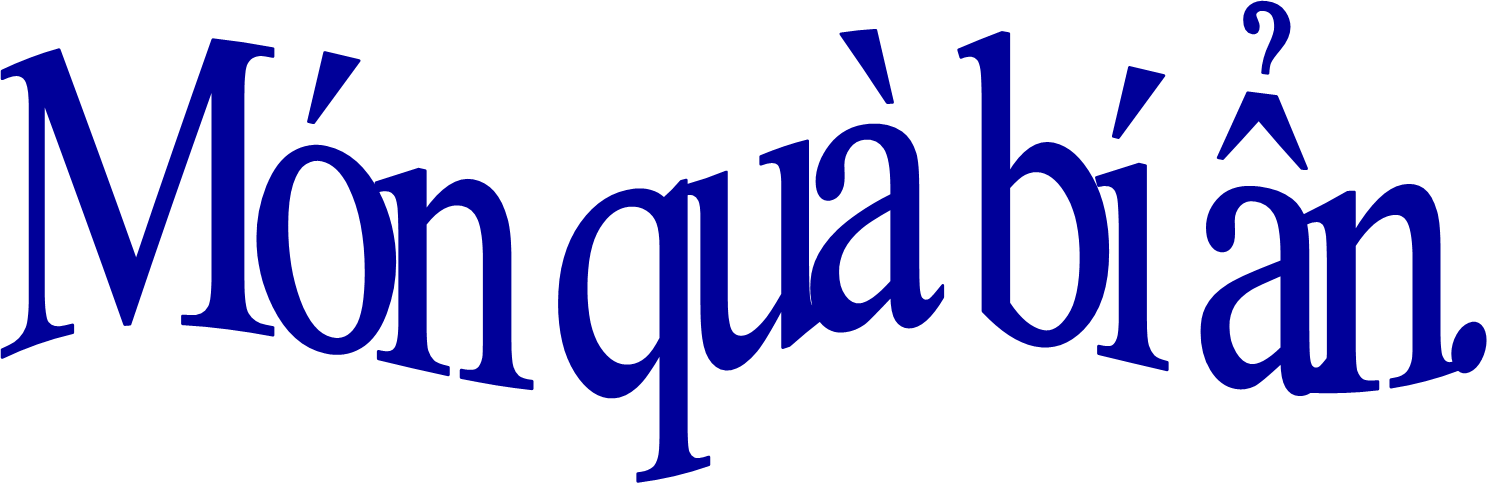 Món quà bí ẩn.